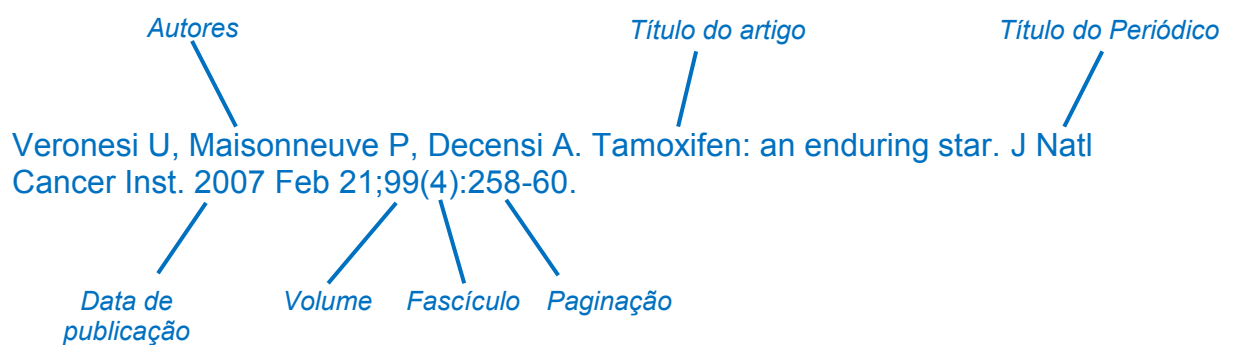 Autores Título do artigo Título do Periódico
Veronesi U, Maisonneuve P, Decensi A. Tamoxifen: an enduring star. J Natl
Cancer Inst. 2007 Feb 21;99(4):258-60.
Data de Volume Fascículo Paginação
publicação